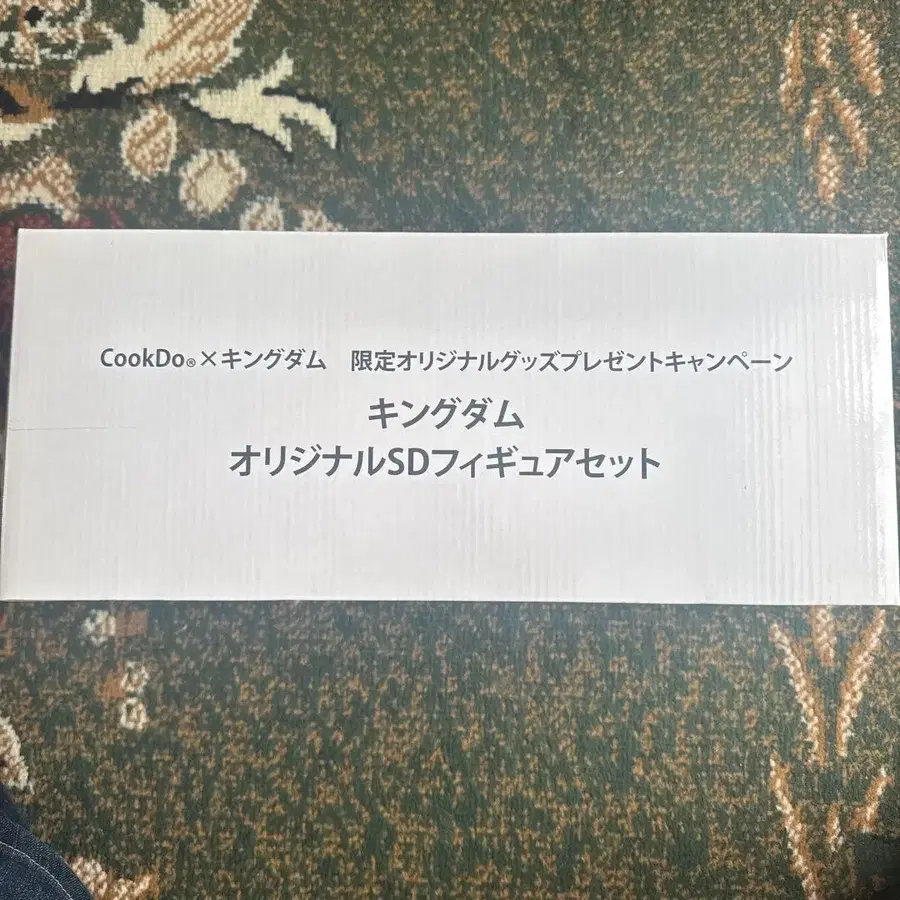 CookDo®×キングダム　限定オリジナルグッズプレゼントキャンペーン
キングダム
オリジナルSDフィギュアセット